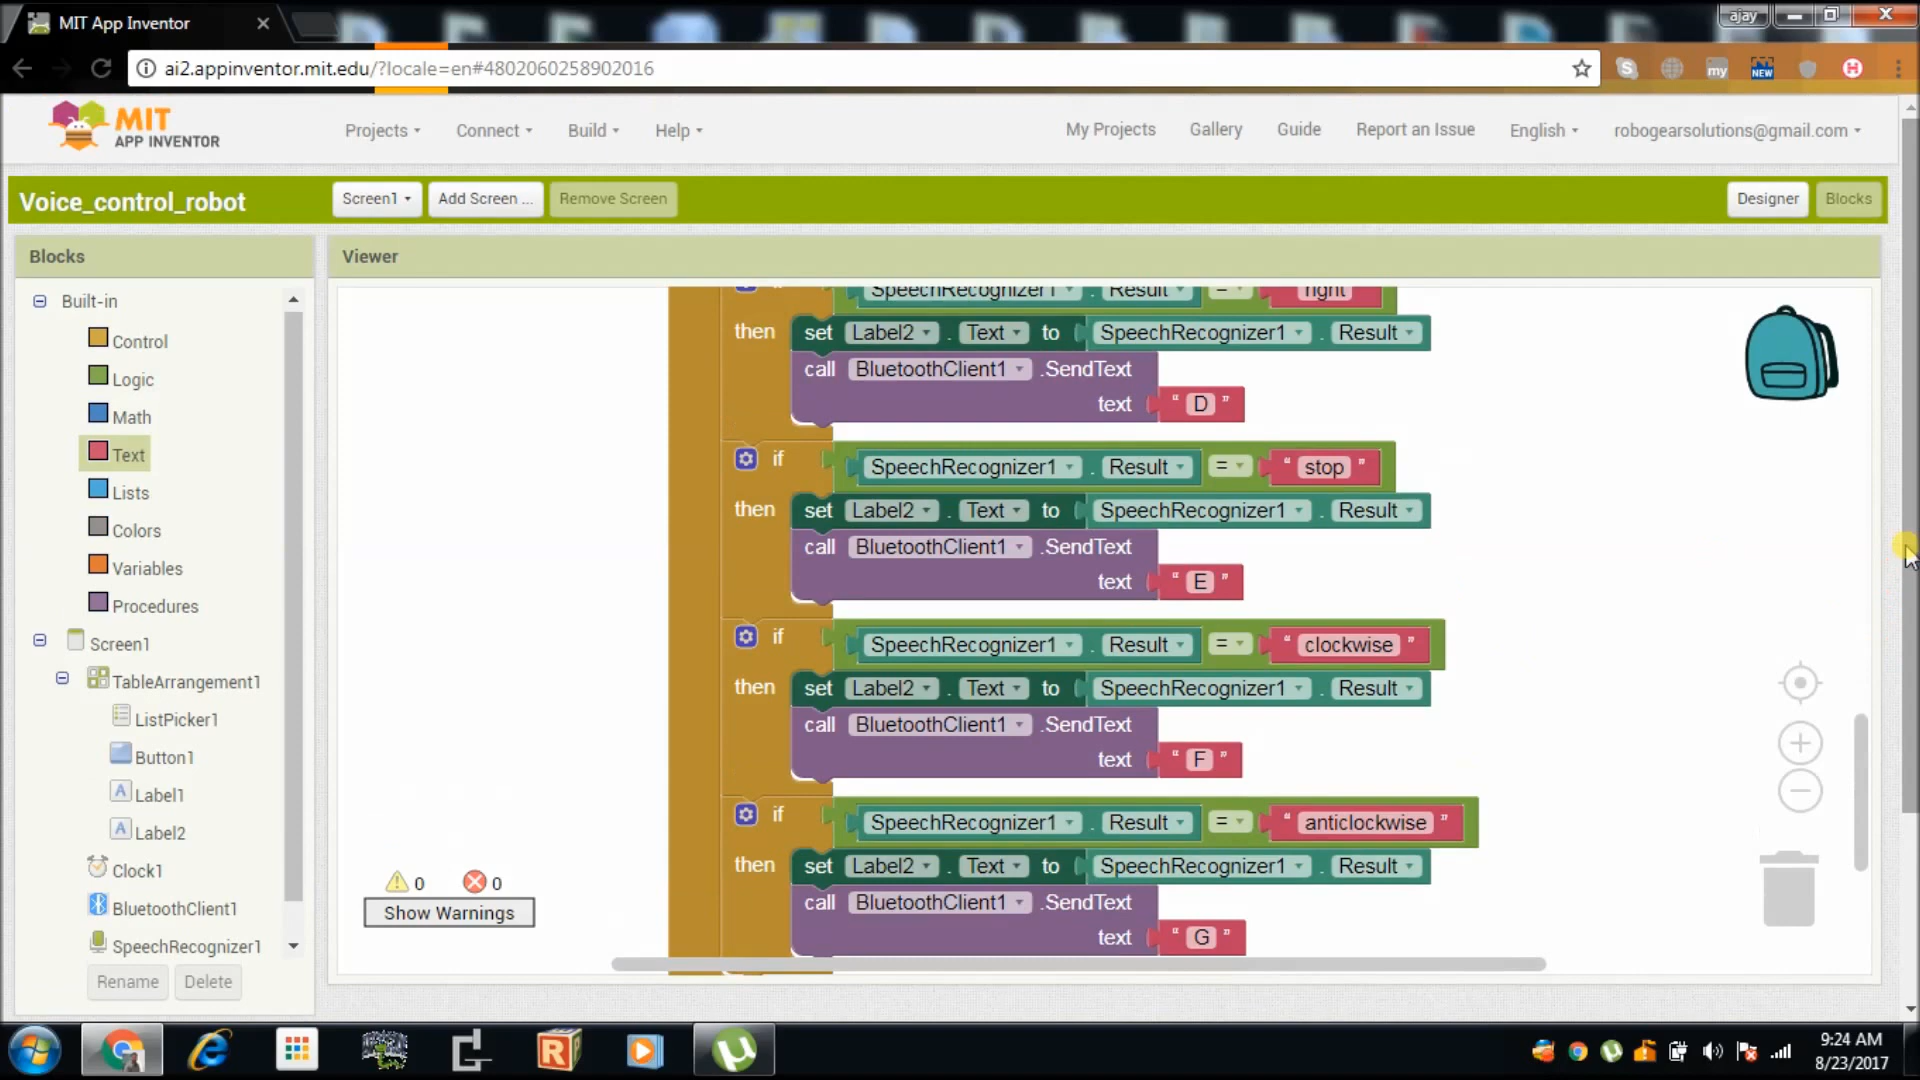 MIT App Inventor
ajay
ai2.appinventor.mit.edu/?locale=en#4802060258902016
my
NEW
MIT
APP INVENTOR
Projects
Connect
Build
Help
My Projects
Gallery
Guide
Report an Issue
English
robogearsolutions@gmail.com
Voice_control_robot
Screen1
Add Screen ...
Remove Screen
Designer
Blocks
Blocks
Viewer
Built-in
Control
Logic
Math
Text
Lists
Colors
Variables
Procedures
Screen1
TableArrangement1
ListPicker1
Button1
Label1
Label2
Clock1
BluetoothClient1
SpeechRecognizer1
Rename
Delete
SpeechRecognizer1 . Result = right
then set Label2 . Text to SpeechRecognizer1 . Result
call BluetoothClient1 .SendText
text " D "
if SpeechRecognizer1 . Result = " stop "
then set Label2 . Text to SpeechRecognizer1 . Result
call BluetoothClient1 .SendText
text " E "
if SpeechRecognizer1 . Result = " clockwise "
then set Label2 . Text to SpeechRecognizer1 . Result
call BluetoothClient1 .SendText
text " F "
if SpeechRecognizer1 . Result = " anticlockwise "
then set Label2 . Text to SpeechRecognizer1 . Result
call BluetoothClient1 .SendText
text " G "
0 0
Show Warnings
9:24 AM
8/23/2017